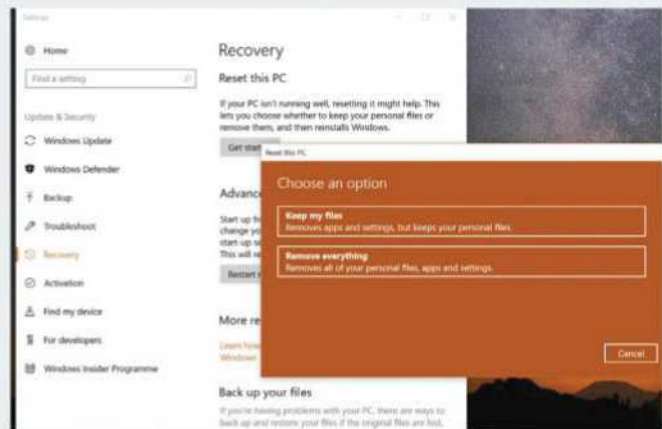 Settings
Home
Find a setting
Update & Security
Windows Update
Windows Defender
Backup
Troubleshoot
Recovery
Activation
Find my device
For developers
Windows Insider Programme
Recovery
Reset this PC
If your PC isn't running well, resetting it might help. This
lets you choose whether to keep your personal files or
remove them, and then reinstalls Windows.
Get start
Advance
Start up fr
change yo
start-up se
This will re
Restart
More re
Learn how
Windows
Back up your files
If you're having problems with your PC, there are ways to
back up and restore your files if the original files are lost,
Reset this PC
Choose an option
Keep my files
Removes apps and settings, but keeps your personal files.
Remove everything
Removes all of your personal files, apps and settings.
Cancel